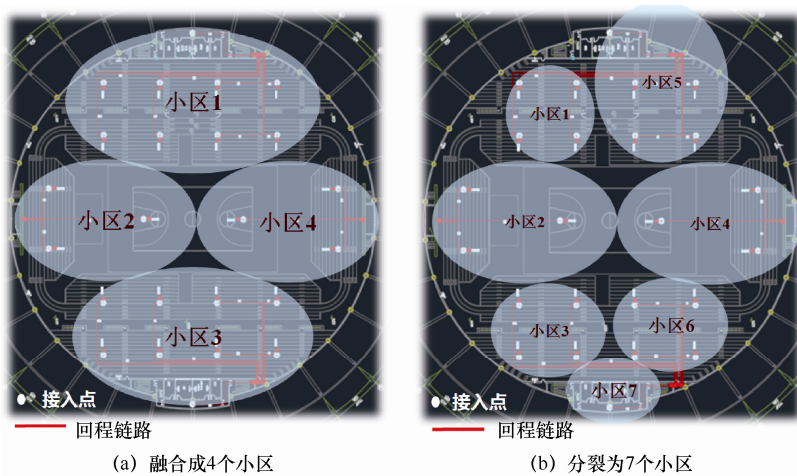 小区1
小区2
小区4
小区3
接入点
回程链路
(a) 融合成4个小区
小区5
小区1
小区2
小区4
小区3
小区6
小区7
接入点
回程链路
(b) 分裂为7个小区